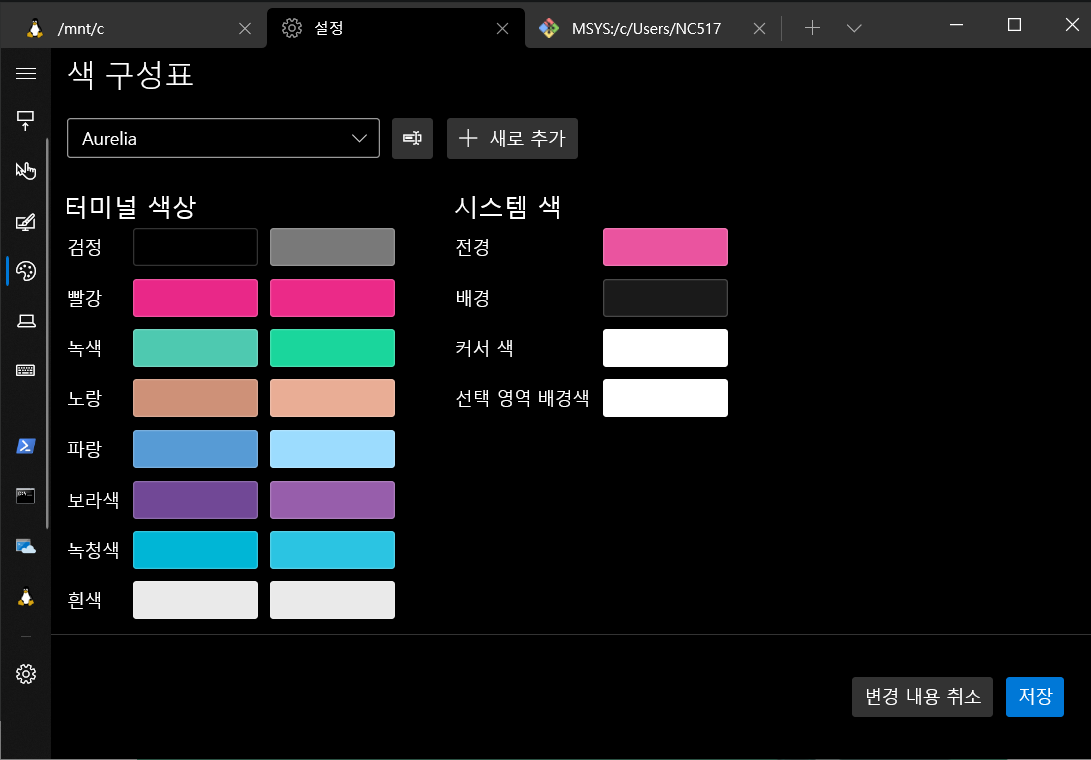 /mnt/c
설정
MSYS:/c/Users/NC517
색 구성표
Aurelia
새로 추가
터미널 색상
시스템 색
검정
전경
빨강
배경
녹색
커서 색
노랑
선택 영역 배경색
파랑
보라색
녹청색
흰색
변경 내용 취소
저장